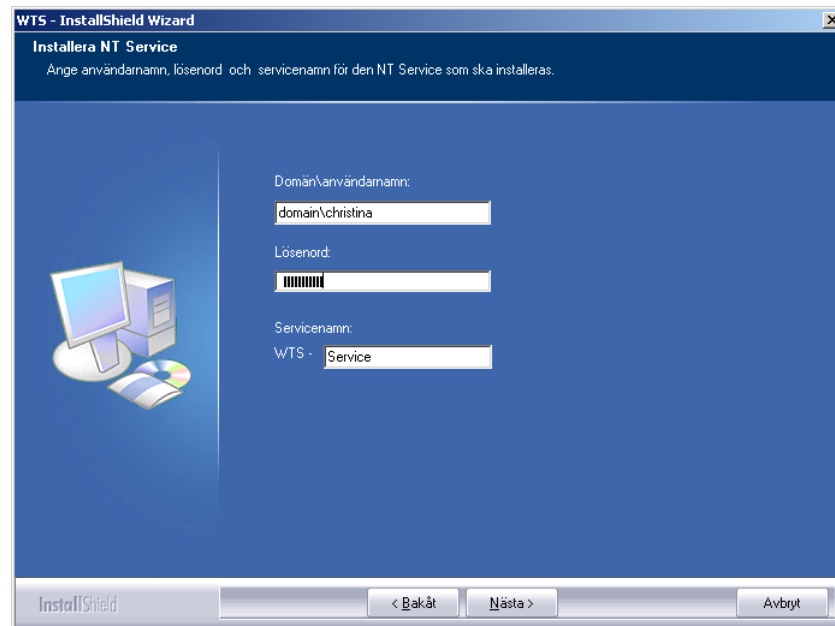 WTS - InstallShield Wizard
Installera NT Service
Ange användarnamn, lösenord och servicenamn för den NT Service som ska installeras.
Domän\användarnamn:
domain\christina
Lösenord:
Servicenamn:
WTS - Service
InstallShield
< Bakåt Nästa > Avbryt